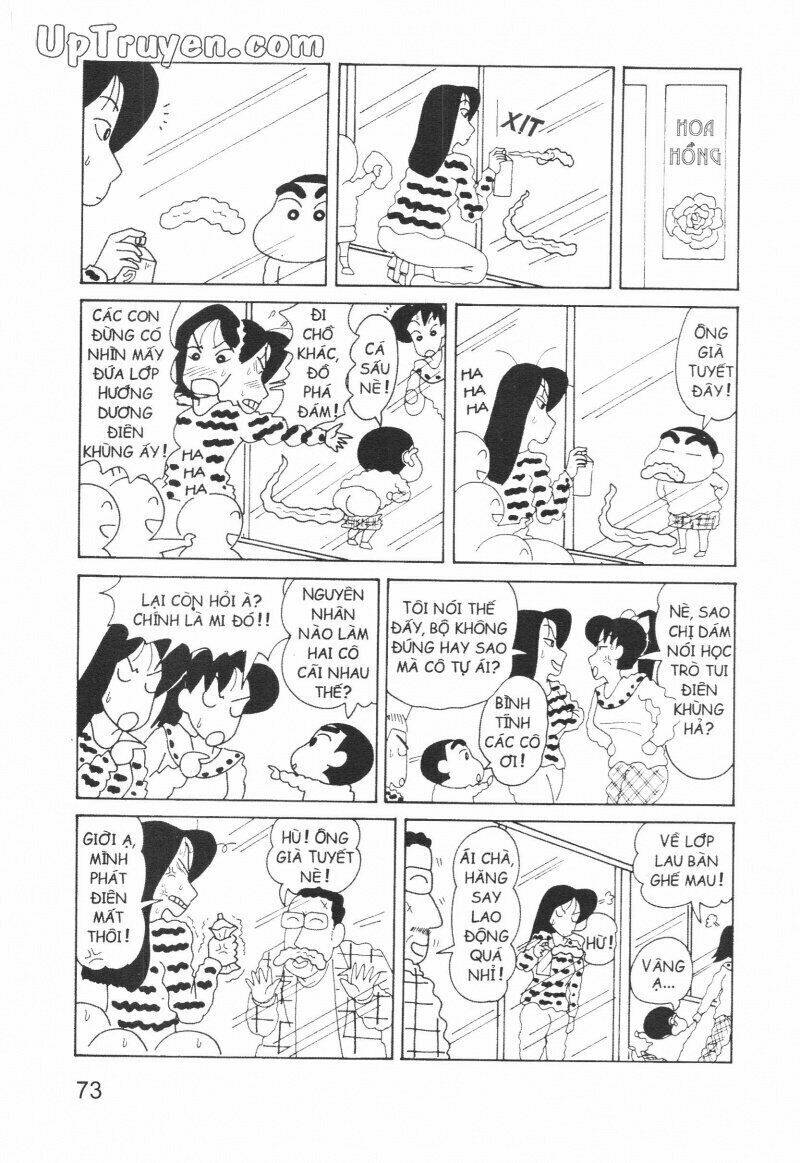 UpTruyen.com
HOA
HỒNG
XỊT
ÔNG
GIÀ
TUYẾT
ĐÂY!
HA
HA
HA
CÁ
SẤU
NÈ!
ĐI
CHỖ
KHÁC,
ĐỒ
PHÁ
ĐÁM!
CÁC CON
ĐỪNG CÓ
NHÌN MẤY
ĐỨA LỚP
HƯỚNG
DƯƠNG
ĐIÊN
KHÙNG ẤY!
HA
HA
HA
NÈ, SAO
CHỊ DÁM
NÓI HỌC
TRÒ TUI
ĐIÊN
KHÙNG
HẢ?
TÔI NÓI THẾ
ĐẤY, BỘ KHÔNG
ĐÚNG HAY SAO
MÀ CÔ TỰ ÁI?
BÌNH
TĨNH
CÁC CÔ
ƠI!
NGUYÊN
NHÂN
NÀO LÀM
HAI CÔ
CÃI NHAU
THẾ?
LẠI CÒN HỎI À?
CHÍNH LÀ MI ĐÓ!!
VỀ LỚP
LAU BÀN
GHẾ MAU!
VÂNG
Ạ...
HỪ!
ÁI CHÀ,
HĂNG
SAY
LAO
ĐỘNG
QUÁ
NHỈ!
HÙ! ÔNG
GIÀ TUYẾT
NÈ!
GIỜI Ạ,
MÌNH
PHÁT
ĐIÊN
MẤT
THÔI!
73